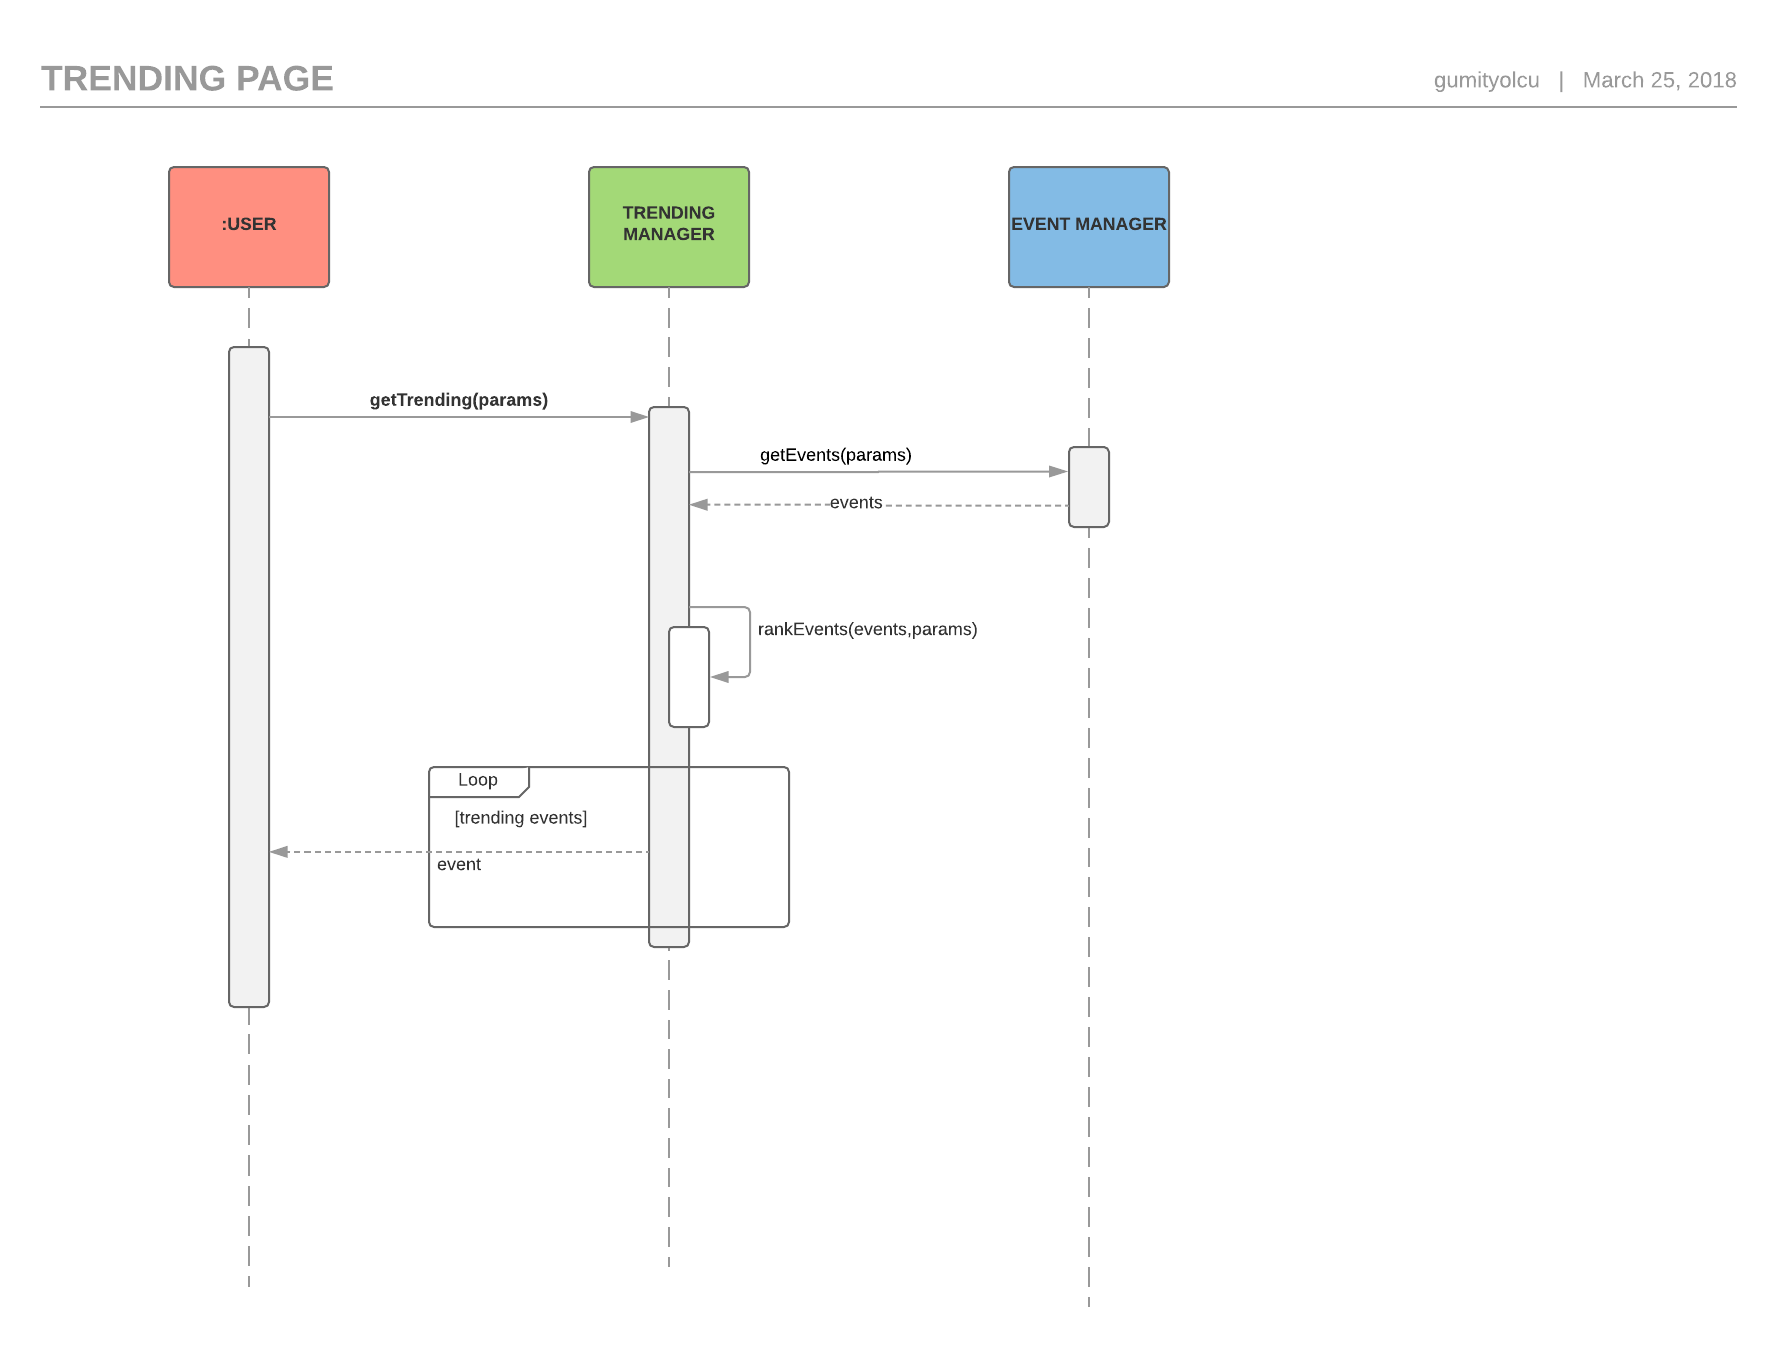 TRENDING PAGE
gumityolcu | March 25, 2018
:USER
TRENDING
MANAGER
EVENT MANAGER
getTrending(params)
getEvents(params)
events
rankEvents(events,params)
Loop
[trending events]
event